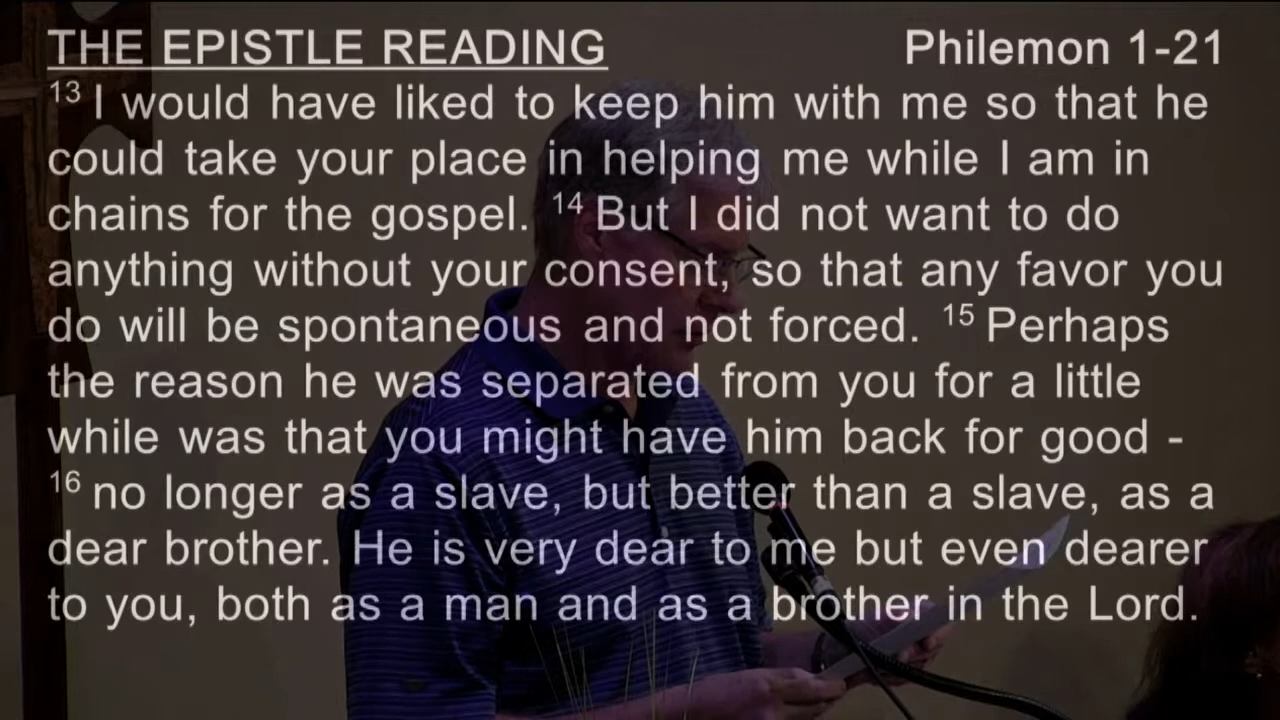 THE EPISTLE READING Philemon 1-21
13 I would have liked to keep him with me so that he
could take your place in helping me while I am in
chains for the gospel. 14 But I did not want to do
anything without your consent, so that any favor you
do will be spontaneous and not forced. 15 Perhaps
the reason he was separated from you for a little
while was that you might have him back for good -
16 no longer as a slave, but better than a slave, as a
dear brother. He is very dear to me but even dearer
to you, both as a man and as a brother in the Lord.